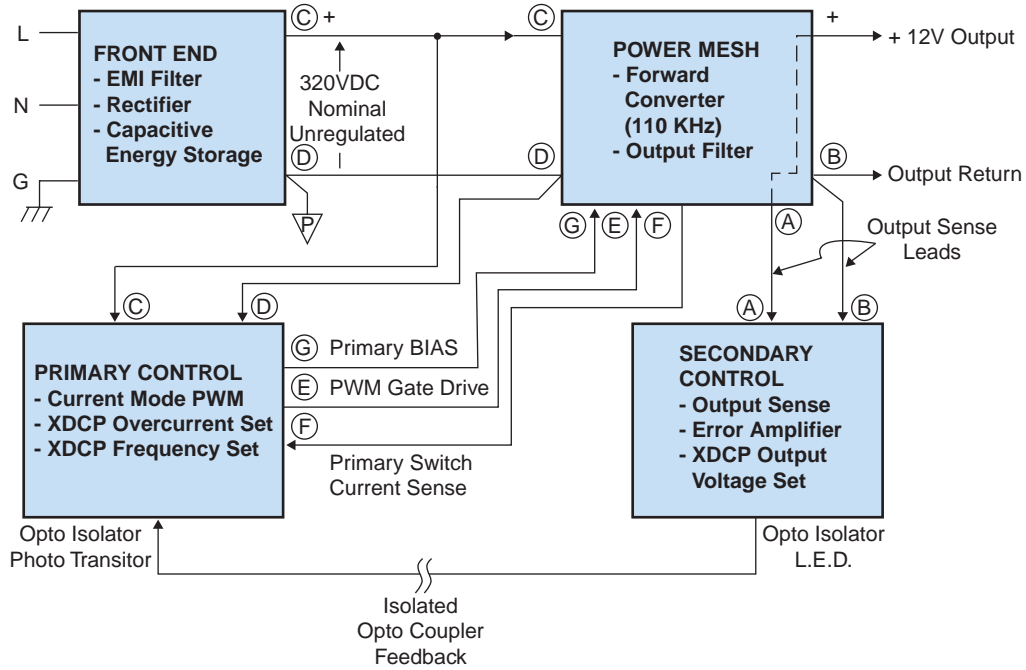 L
N
G
FRONT END
- EMI Filter
- Rectifier
- Capacitive
Energy Storage
C +
320VDC
Nominal
Unregulated
D
P
C
D
POWER MESH
- Forward
Converter
(110 KHz)
- Output Filter
+
+ 12V Output
B
Output Return
A
Output Sense
Leads
G E F
C D
PRIMARY CONTROL
- Current Mode PWM
- XDCP Overcurrent Set
- XDCP Frequency Set
G Primary BIAS
E PWM Gate Drive
F
Primary Switch
Current Sense
A B
SECONDARY
CONTROL
- Output Sense
- Error Amplifier
- XDCP Output
Voltage Set
Opto Isolator
Photo Transitor
Opto Isolator
L.E.D.
Isolated
Opto Coupler
Feedback